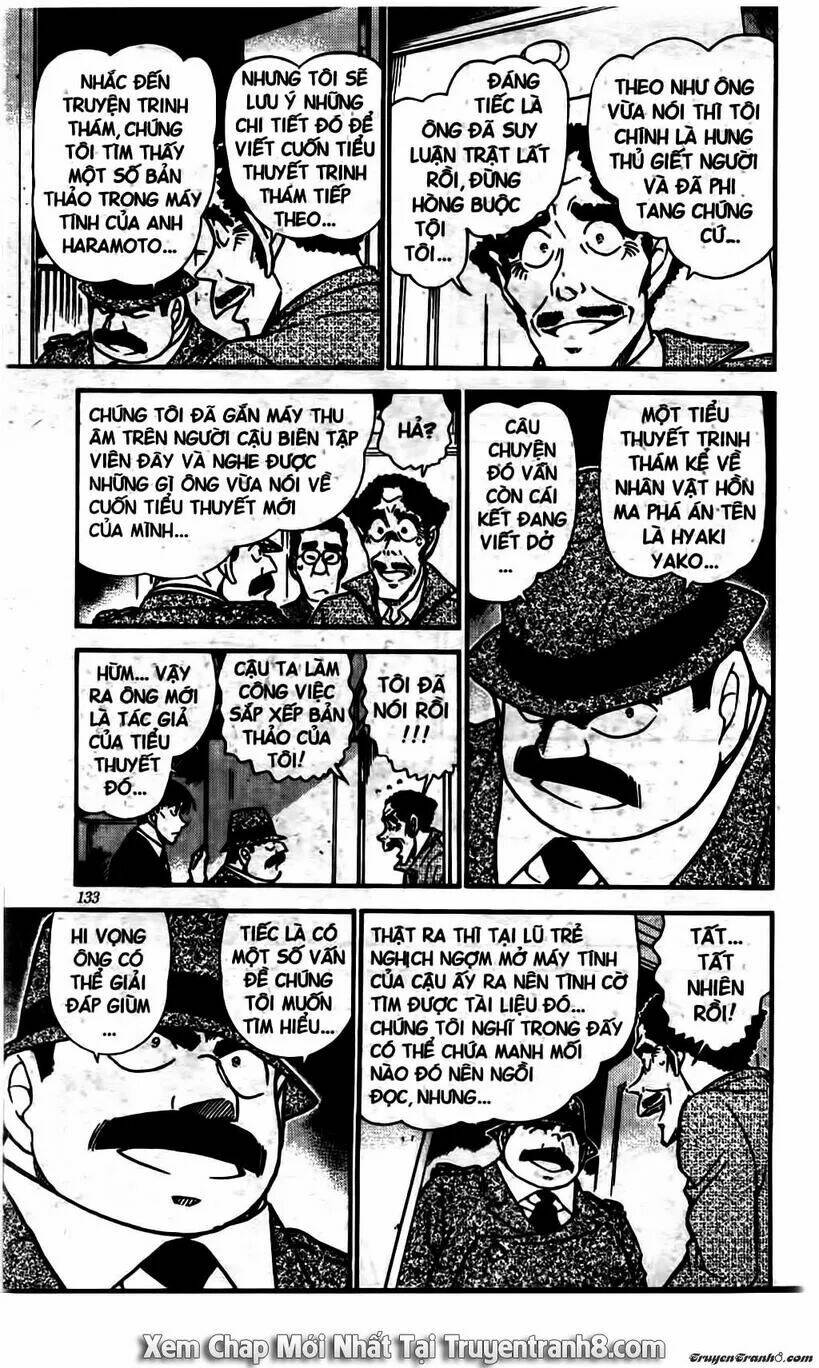 THEO NHƯ ÔNG
VỪA NÓI THÌ TÔI
CHÍNH LÀ HUNG
THỦ GIẾT NGƯỜI
VÀ ĐÃ PHI
TANG CHỨNG
CỨ...
ĐÁNG
TIẾC LÀ
ÔNG ĐÃ SUY
LUẬN TRẬT LẤT
RỒI, ĐỪNG
HÒNG BUỘC
TỘI
TÔI...
NHƯNG TÔI SẼ
LƯU Ý NHỮNG
CHI TIẾT ĐÓ ĐỂ
VIẾT CUỐN TIỂU
THUYẾT TRINH
THÁM TIẾP
THEO...
NHẮC ĐẾN
TRUYỆN TRINH
THÁM, CHÚNG
TÔI TÌM THẤY
MỘT SỐ BẢN
THẢO TRONG MÁY
TÍNH CỦA ANH
HARAMOTO...
MỘT TIỂU
THUYẾT TRINH
THÁM KỂ VỀ
NHÂN VẬT HỒN
MA PHÁ ÁN TÊN
LÀ HYAKI
YAKO...
CÂU
CHUYỆN
ĐÓ VẪN
CÒN CÁI
KẾT ĐANG
VIẾT DỞ
...
HẢ?
CHÚNG TÔI ĐÃ GẮN MÁY THU
ÂM TRÊN NGƯỜI CẬU BIÊN TẬP
VIÊN ĐÂY VÀ NGHE ĐƯỢC
NHỮNG GÌ ÔNG VỪA NÓI VỀ
CUỐN TIỂU THUYẾT MỚI
CỦA MÌNH...
TÔI ĐÃ
NÓI RỒI
!!!
CẬU TA LÀM
CÔNG VIỆC
SẮP XẾP BẢN
THẢO CỦA
TÔI!
HỪM... VẬY
RA ÔNG MỚI
LÀ TÁC GIẢ
CỦA TIỂU
THUYẾT
ĐÓ...
133
TẤT...
TẤT
NHIÊN
RỒI!
THẬT RA THÌ TẠI LŨ TRẺ
NGHỊCH NGỢM MỞ MÁY TÍNH
CỦA CẬU ẤY RA NÊN TÌNH CỜ
TÌM ĐƯỢC TÀI LIỆU ĐÓ...
CHÚNG TÔI NGHĨ TRONG ĐẤY
CÓ THỂ CHỨA MANH MỐI
NÀO ĐÓ NÊN NGỒI
ĐỌC, NHƯNG...
TIẾC LÀ CÓ
MỘT SỐ VẤN
ĐỀ CHÚNG
TÔI MUỐN
TÌM HIỂU...
HI VỌNG
ÔNG CÓ
THỂ GIẢI
ĐÁP GIÙM
...
Xem Chap Mới Nhất Tại Truyentranh8.com
TruyenTranh8.com